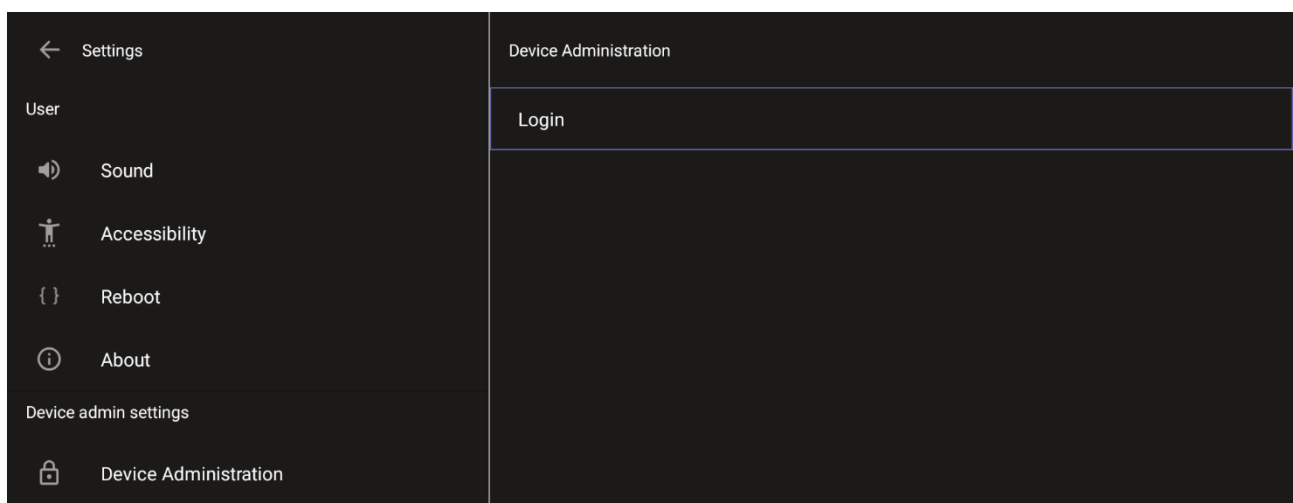 Settings
User
Sound
Accessibility
{ } Reboot
About
Device admin settings
Device Administration
Device Administration
Login